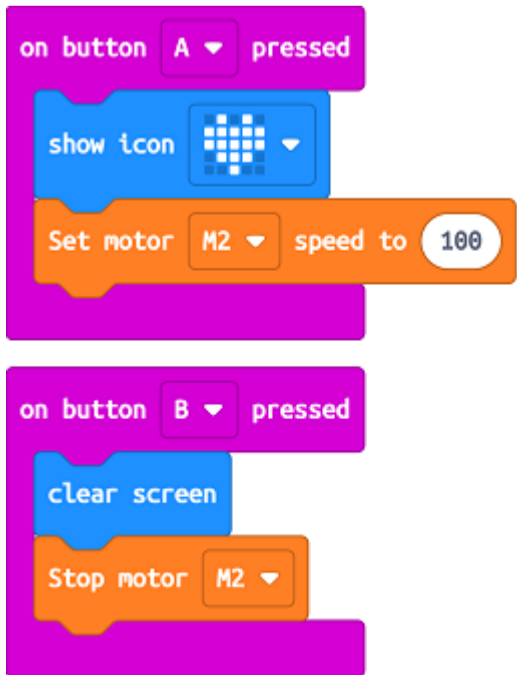 on button A pressed
show icon
Set motor M2 speed to 100
on button B pressed
clear screen
Stop motor M2